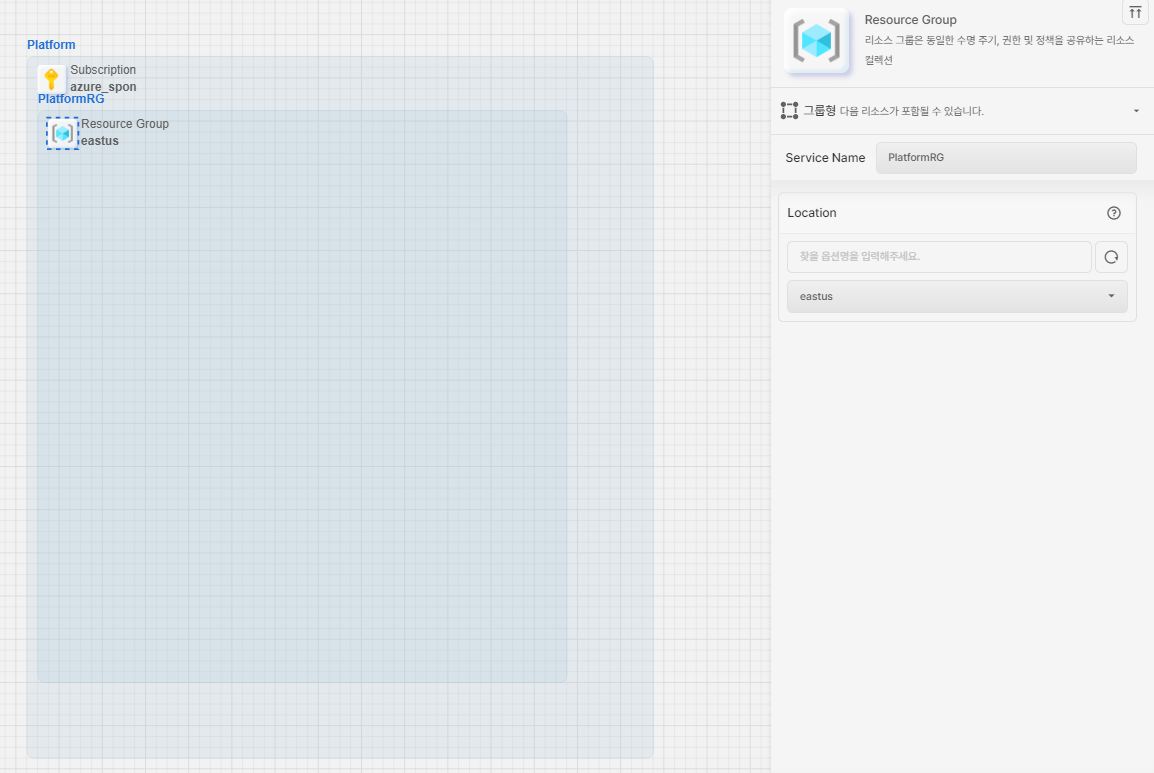 Platform
Subscription
azure_spon
PlatformRG
Resource Group
eastus
Resource Group
리소스 그룹은 동일한 수명 주기, 권한 및 정책을 공유하는 리소스
컬렉션
그룹형 다음 리소스가 포함될 수 있습니다.
Service Name PlatformRG
Location
찾을 옵션명을 입력해주세요.
eastus